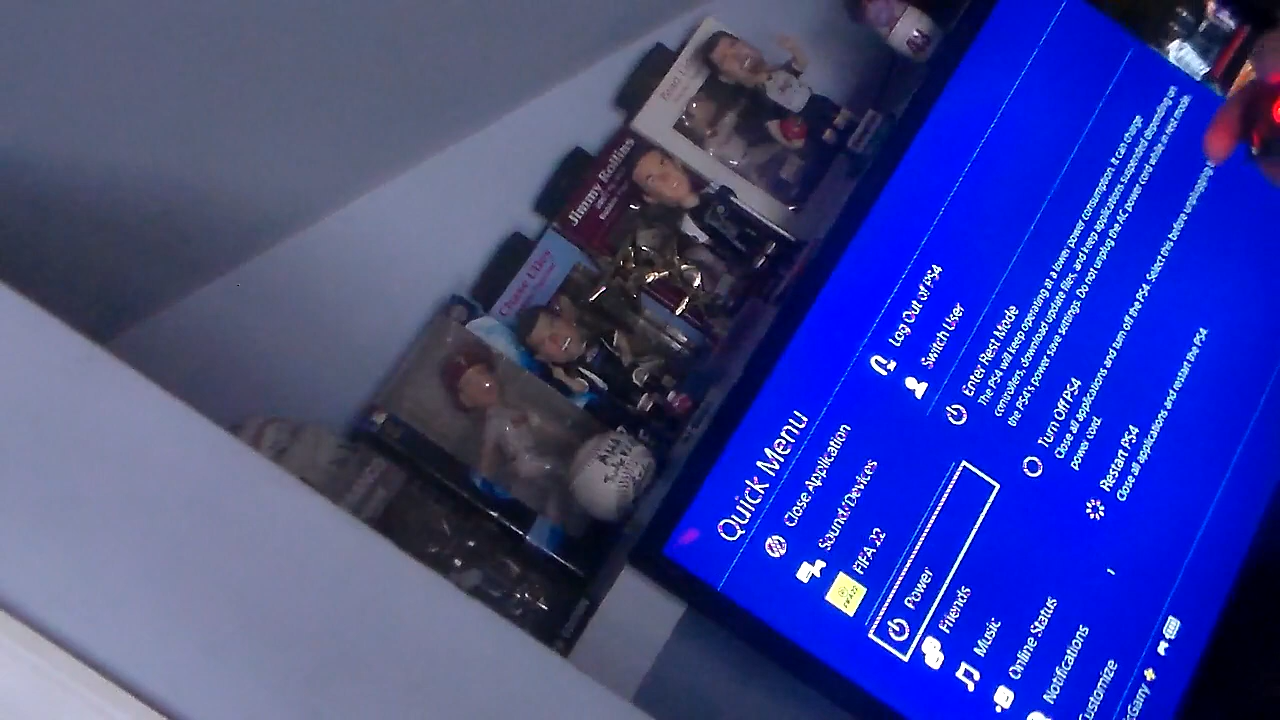 Jimmy Rollins
Chase Utley
Quick Menu
Close Application
Sound/Devices
FIFA 22
Power
Friends
Music
Online Status
Notifications
Customize
Log Out of PS4
Switch User
Enter Rest Mode
The PS4 will keep operating at a lower power consumption. It can charge
controllers, download update files, and keep applications suspended depending on
the PS4's power save settings. Do not unplug the AC power cord while in rest mode.
Turn Off PS4
Close all applications and turn off the PS4. Select this before unplugging
power cord.
Restart PS4
Close all applications and restart the PS4.